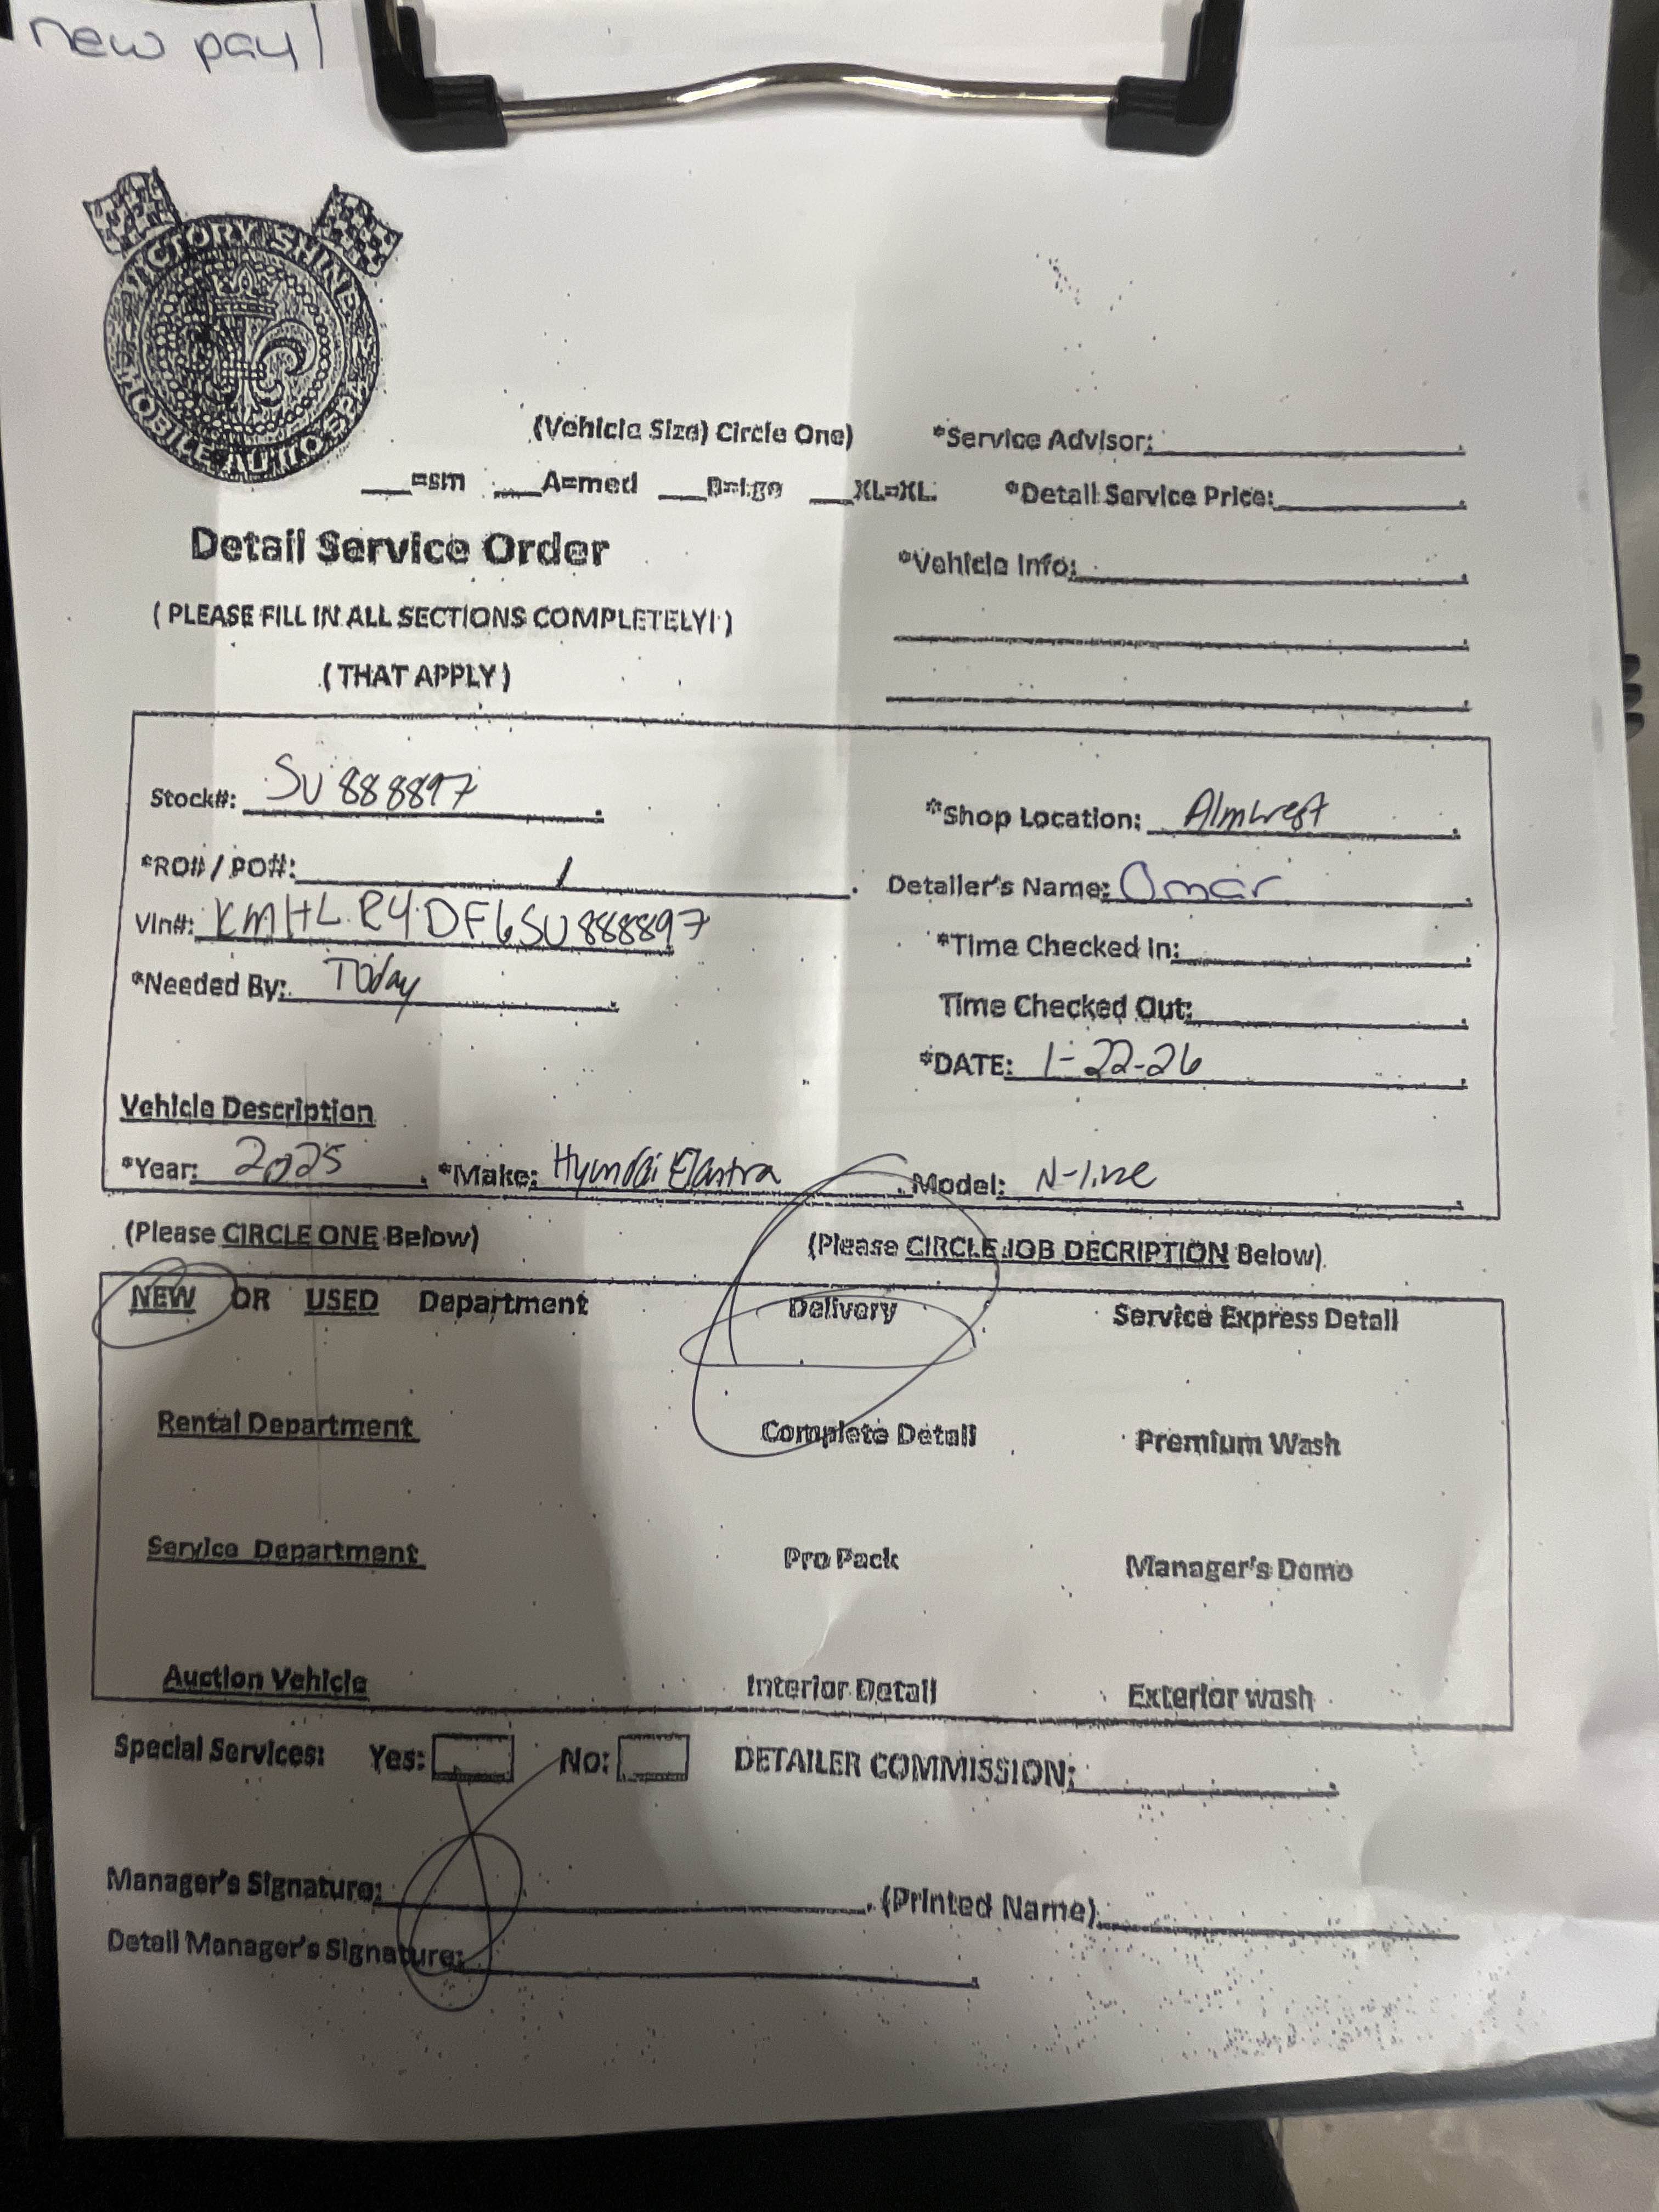 new pay
VICTORY SHINE
MOBILE AUTO SPA
(Vehicle Size) Circle One)
*Service Advisor:
___=sm ___A=med ___B=Lge ___XL=XL.
*Detail Service Price:
Detail Service Order
*Vehicle Info:
( PLEASE FILL IN ALL SECTIONS COMPLETELY! )
( THAT APPLY )
Stock#: SU888897
*Shop Location:
*RO# / PO#: /
Detailer's Name: Omar
Vin#: KMHLR4DF6SU888897
*Time Checked In:
*Needed By: Today
Time Checked Out:
*DATE: 1-22-26
Vehicle Description
*Year: 2025 *Make: Hyundai Elantra Model: N-line
(Please CIRCLE ONE Below)
(Please CIRCLE JOB DECRIPTION Below)
NEW OR USED Department
Delivery
Service Express Detail
Rental Department
Complete Detail
Premium Wash
Service Department
Pro Pack
Manager's Demo
Auction Vehicle
Interior Detail
Exterior wash
Special Services: Yes: No: DETAILER COMMISSION:
Manager's Signature: (Printed Name)
Detail Manager's Signature: